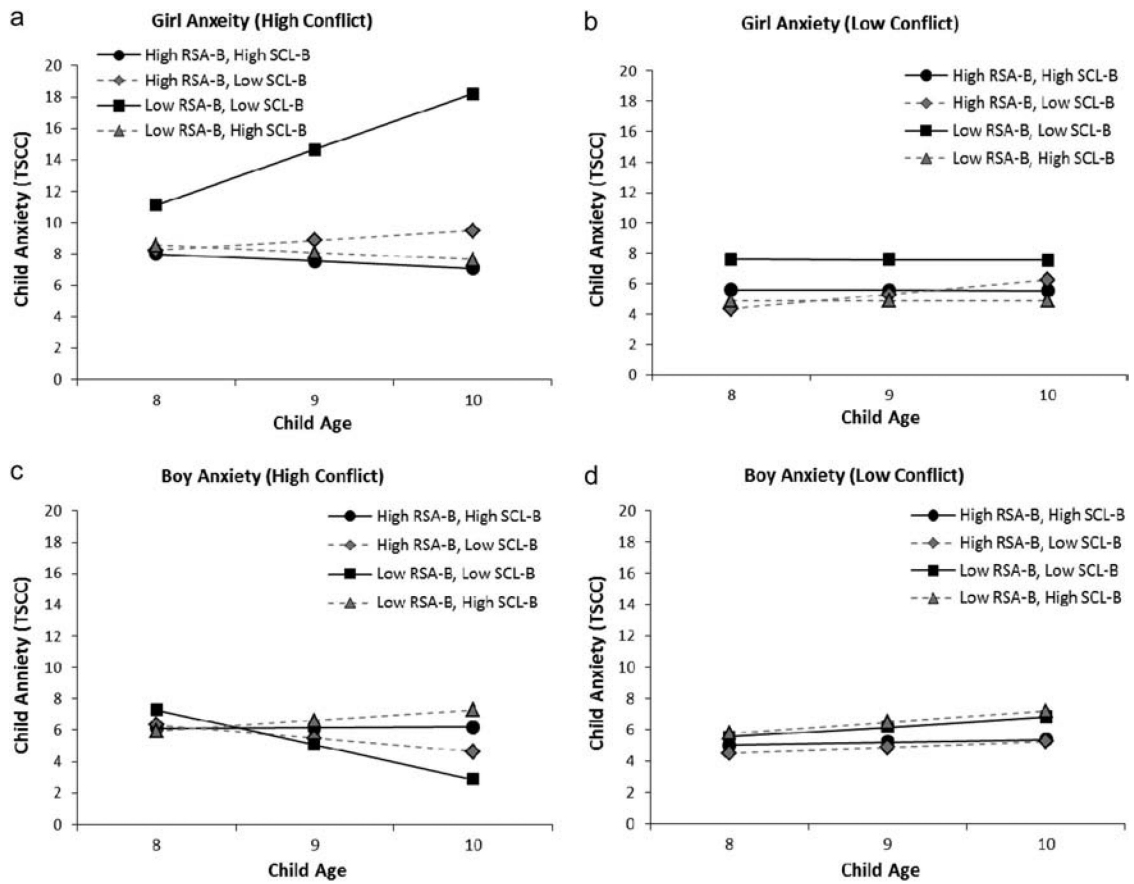 a
Girl Anxeity (High Conflict)
High RSA-B, High SCL-B
High RSA-B, Low SCL-B
Low RSA-B, Low SCL-B
Low RSA-B, High SCL-B
20
18
16
14
12
10
8
6
4
2
0
Child Anxiety (TSCC)
8 9 10
Child Age
b
Girl Anxiety (Low Conflict)
High RSA-B, High SCL-B
High RSA-B, Low SCL-B
Low RSA-B, Low SCL-B
Low RSA-B, High SCL-B
20
18
16
14
12
10
8
6
4
2
0
Child Anxiety (TSCC)
8 9 10
Child Age
c
Boy Anxiety (High Conflict)
High RSA-B, High SCL-B
High RSA-B, Low SCL-B
Low RSA-B, Low SCL-B
Low RSA-B, High SCL-B
20
18
16
14
12
10
8
6
4
2
0
Child Anniety (TSCC)
8 9 10
Child Age
d
Boy Anxiety (Low Conflict)
High RSA-B, High SCL-B
High RSA-B, Low SCL-B
Low RSA-B, Low SCL-B
Low RSA-B, High SCL-B
20
18
16
14
12
10
8
6
4
2
0
Child Anxiety (TSCC)
8 9 10
Child Age